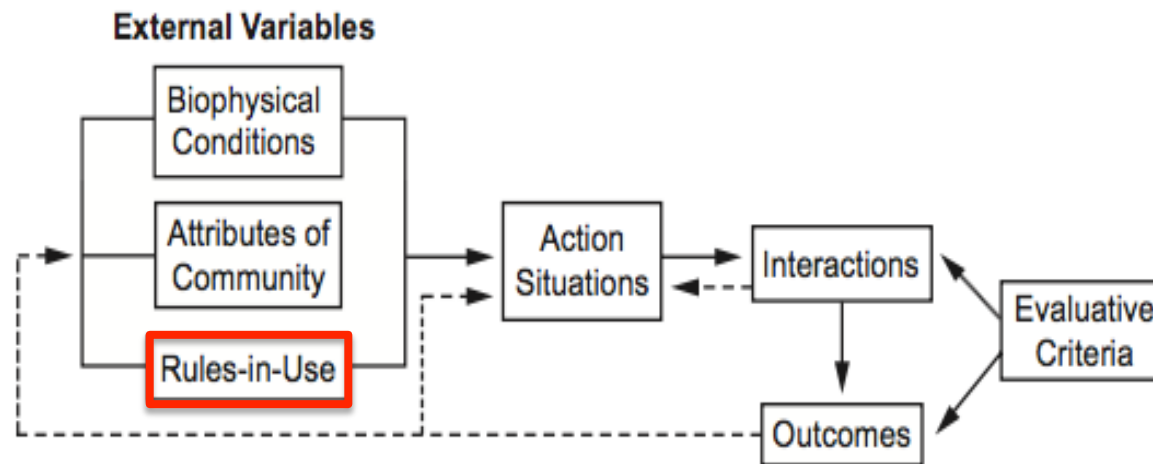 External Variables
Biophysical
Conditions
Attributes of
Community
Rules-in-Use
Action
Situations
Interactions
Outcomes
Evaluative
Criteria